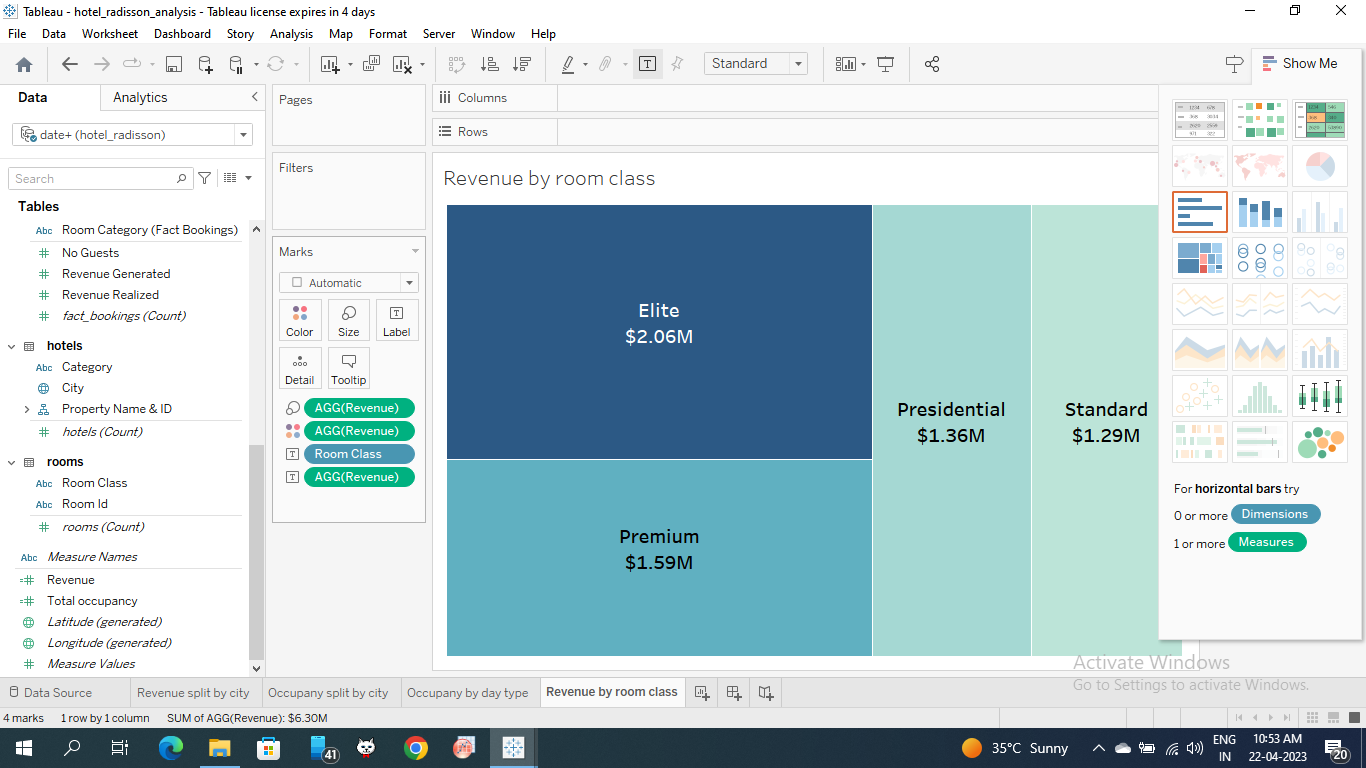 Tableau - hotel_radisson_analysis - Tableau license expires in 4 days
File Data Worksheet Dashboard Story Analysis Map Format Server Window Help
Standard
Show Me
Data Analytics
date+ (hotel_radisson)
Search
Tables
Abc Room Category (Fact Bookings)
# No Guests
# Revenue Generated
# Revenue Realized
# fact_bookings (Count)
hotels
Abc Category
City
Property Name & ID
# hotels (Count)
rooms
Abc Room Class
Abc Room Id
# rooms (Count)
Abc Measure Names
=# Revenue
=# Total occupancy
Latitude (generated)
Longitude (generated)
# Measure Values
Pages
Filters
Marks
Automatic
Color Size Label
Detail Tooltip
AGG(Revenue)
AGG(Revenue)
Room Class
AGG(Revenue)
Columns
Rows
Revenue by room class
Elite
$2.06M
Premium
$1.59M
Presidential
$1.36M
Standard
$1.29M
For horizontal bars try
0 or more Dimensions
1 or more Measures
Activate Windows
Go to Settings to activate Windows.
Data Source Revenue split by city Occupancy split by city Occupany by day type Revenue by room class
4 marks 1 row by 1 column SUM of AGG(Revenue): $6.30M
41
35°C Sunny
ENG
IN
10:53 AM
22-04-2023
20